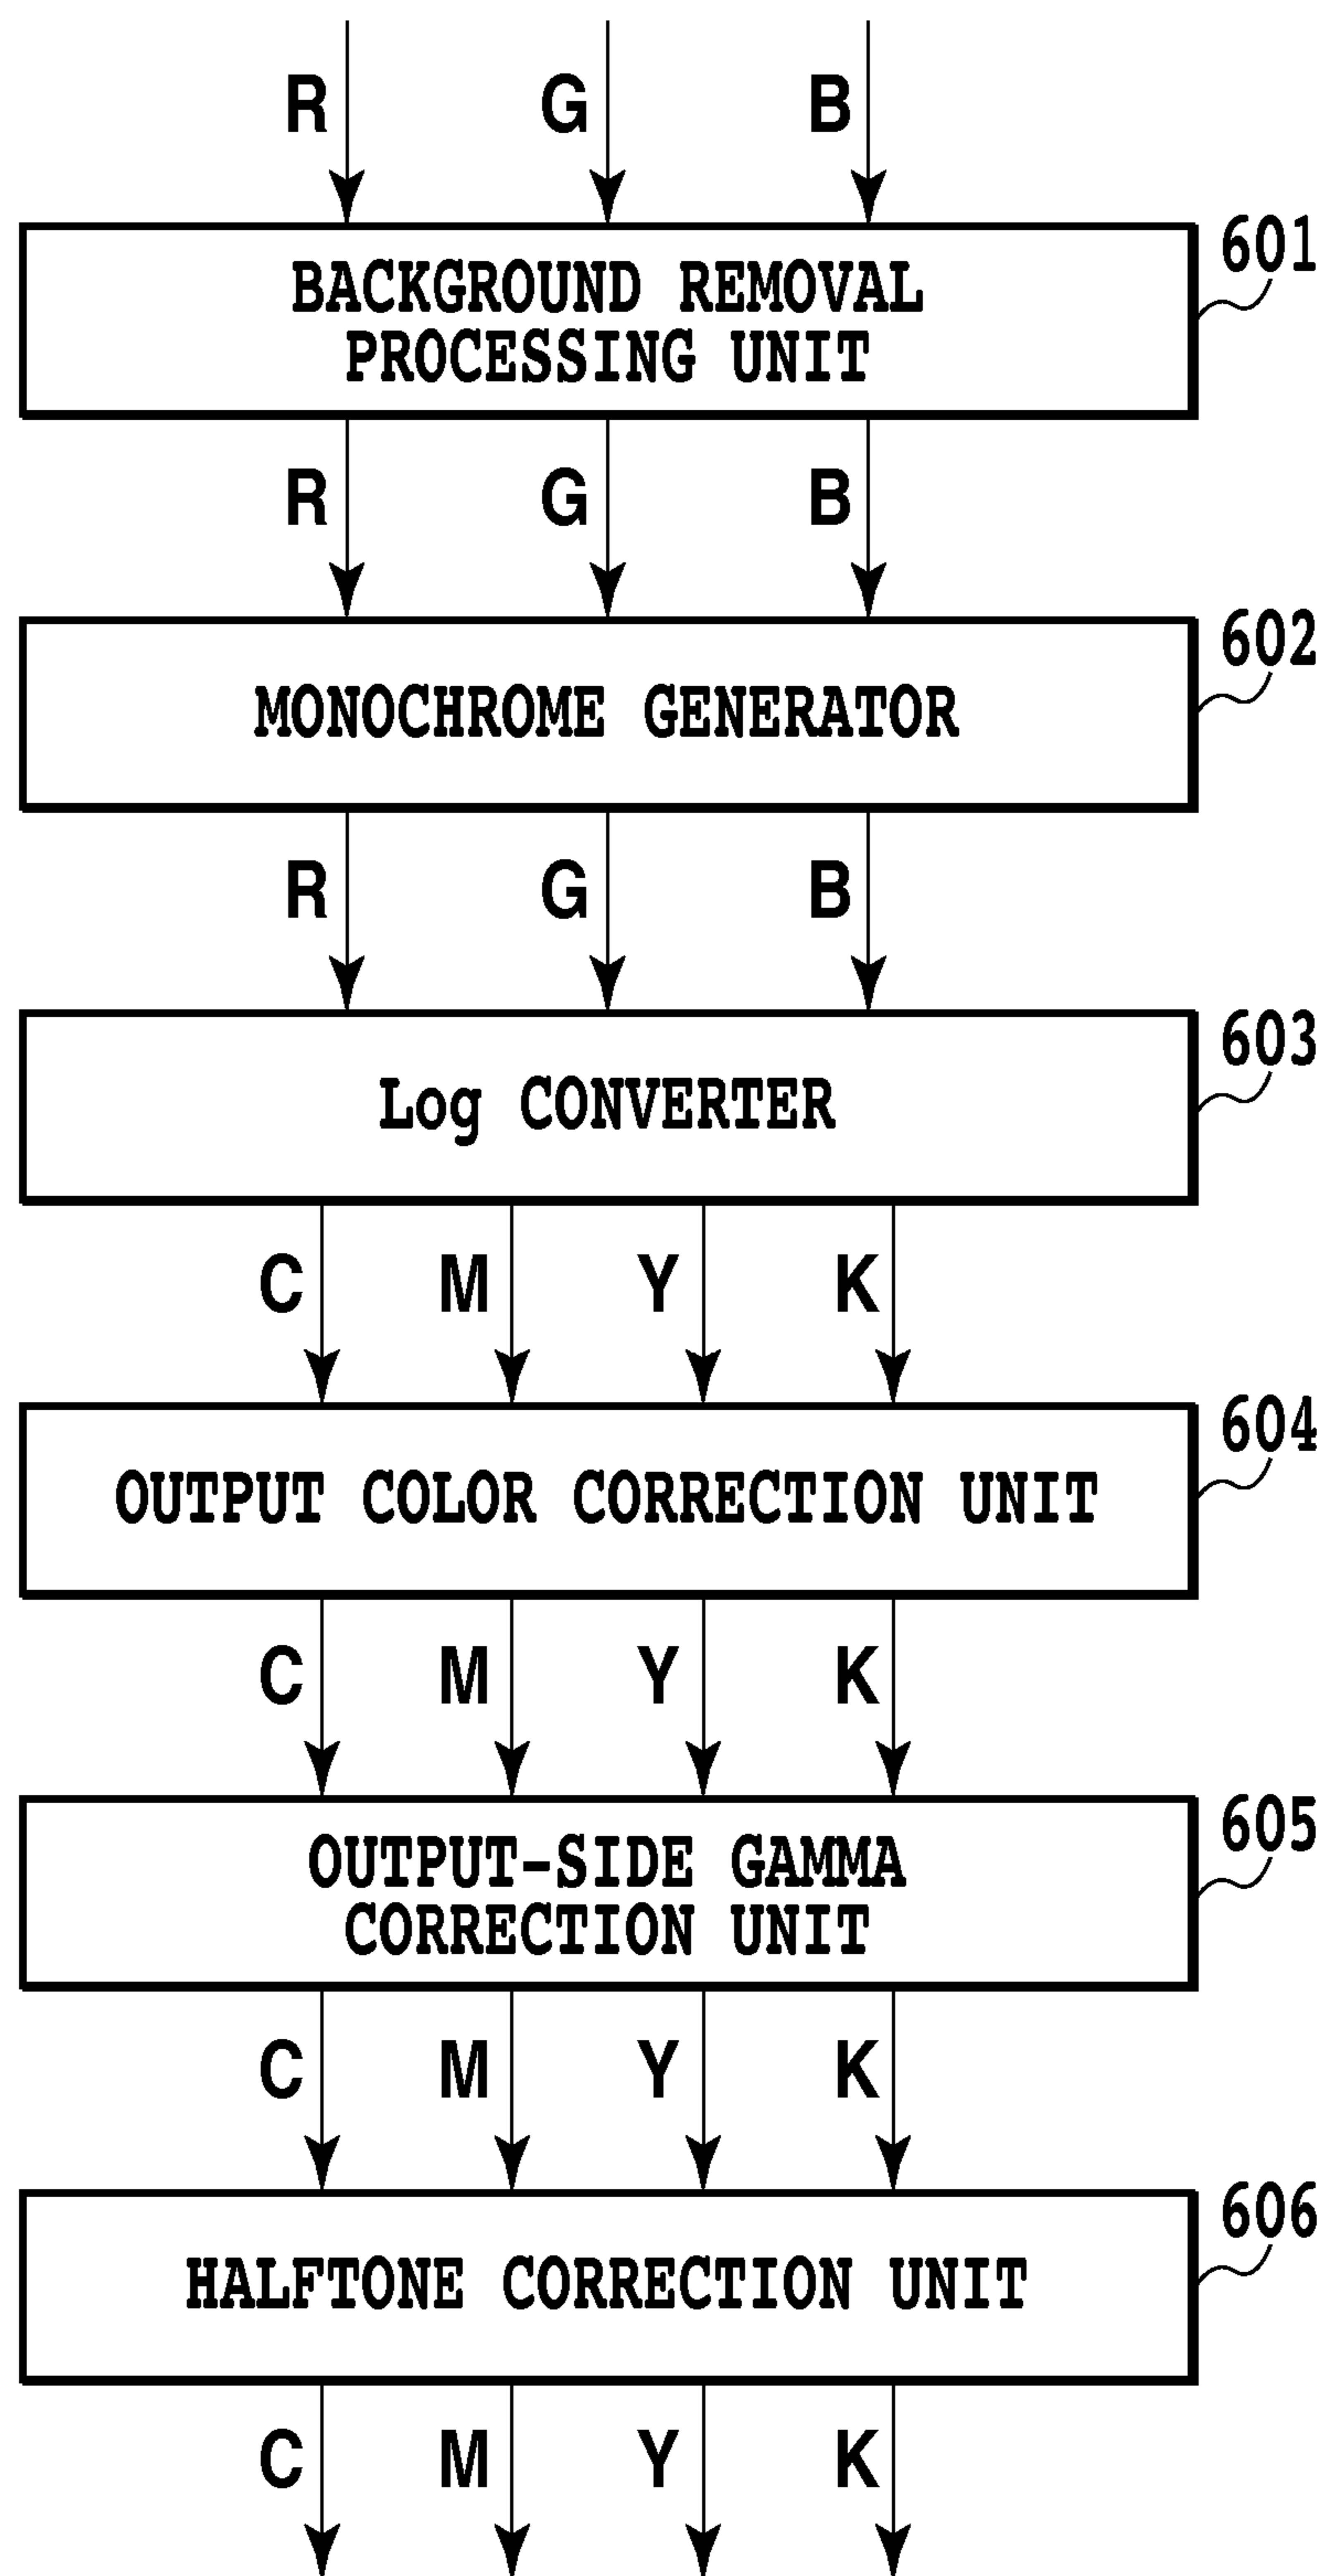 R G B
601
BACKGROUND REMOVAL
PROCESSING UNIT
R G B
602
MONOCHROME GENERATOR
R G B
603
Log CONVERTER
C M Y K
604
OUTPUT COLOR CORRECTION UNIT
C M Y K
605
OUTPUT-SIDE GAMMA
CORRECTION UNIT
C M Y K
606
HALFTONE CORRECTION UNIT
C M Y K